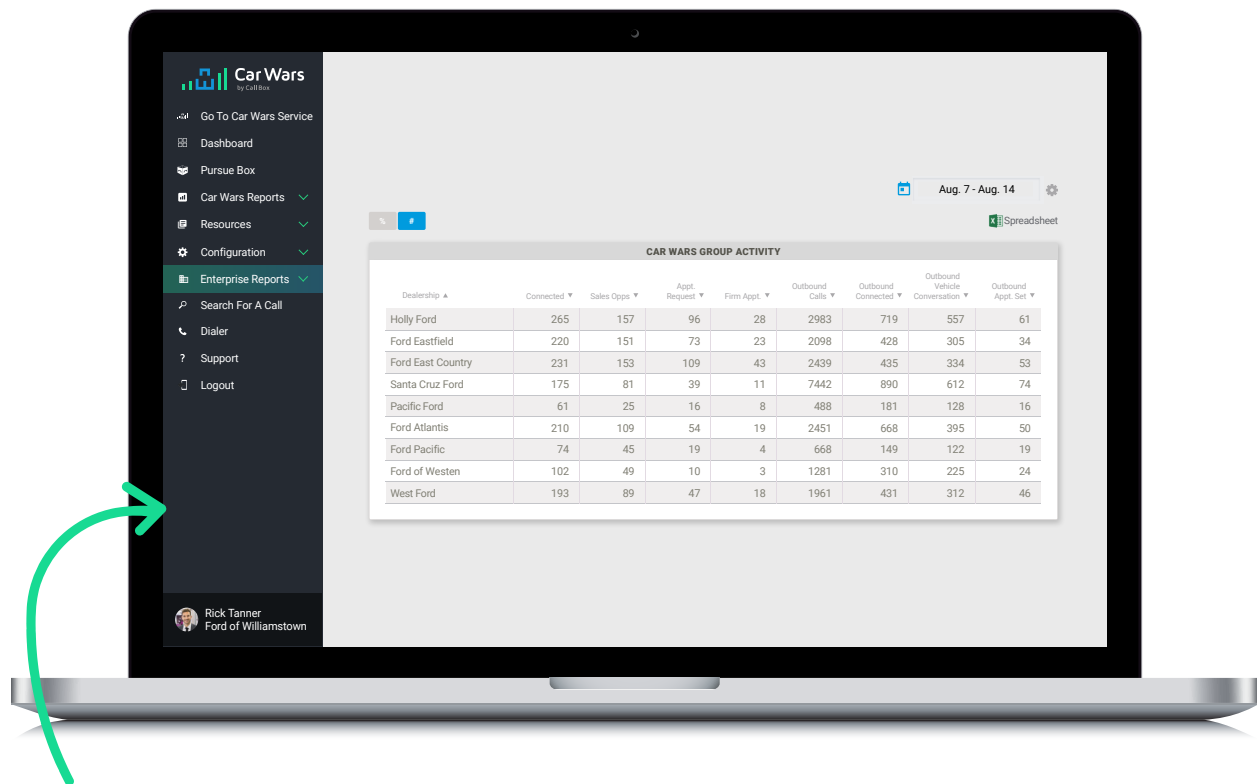 Car Wars
by CallBox
Go To Car Wars Service
Dashboard
Pursue Box
Car Wars Reports
Resources
Configuration
Enterprise Reports
Search For A Call
Dialer
? Support
Logout
Rick Tanner
Ford of Williamstown
Aug. 7 - Aug. 14
% #
Spreadsheet
CAR WARS GROUP ACTIVITY
Dealership ▲ Connected ▼ Sales Opps ▼ Appt. Request ▼ Firm Appt. ▼ Outbound Calls ▼ Outbound Connected ▼ Outbound Vehicle Conversation ▼ Outbound Appt. Set ▼
Holly Ford 265 157 96 28 2983 719 557 61
Ford Eastfield 220 151 73 23 2098 428 305 34
Ford East Country 231 153 109 43 2439 435 334 53
Santa Cruz Ford 175 81 39 11 7442 890 612 74
Pacific Ford 61 25 16 8 488 181 128 16
Ford Atlantis 210 109 54 19 2451 668 395 50
Ford Pacific 74 45 19 4 668 149 122 19
Ford of Westen 102 49 10 3 1281 310 225 24
West Ford 193 89 47 18 1961 431 312 46